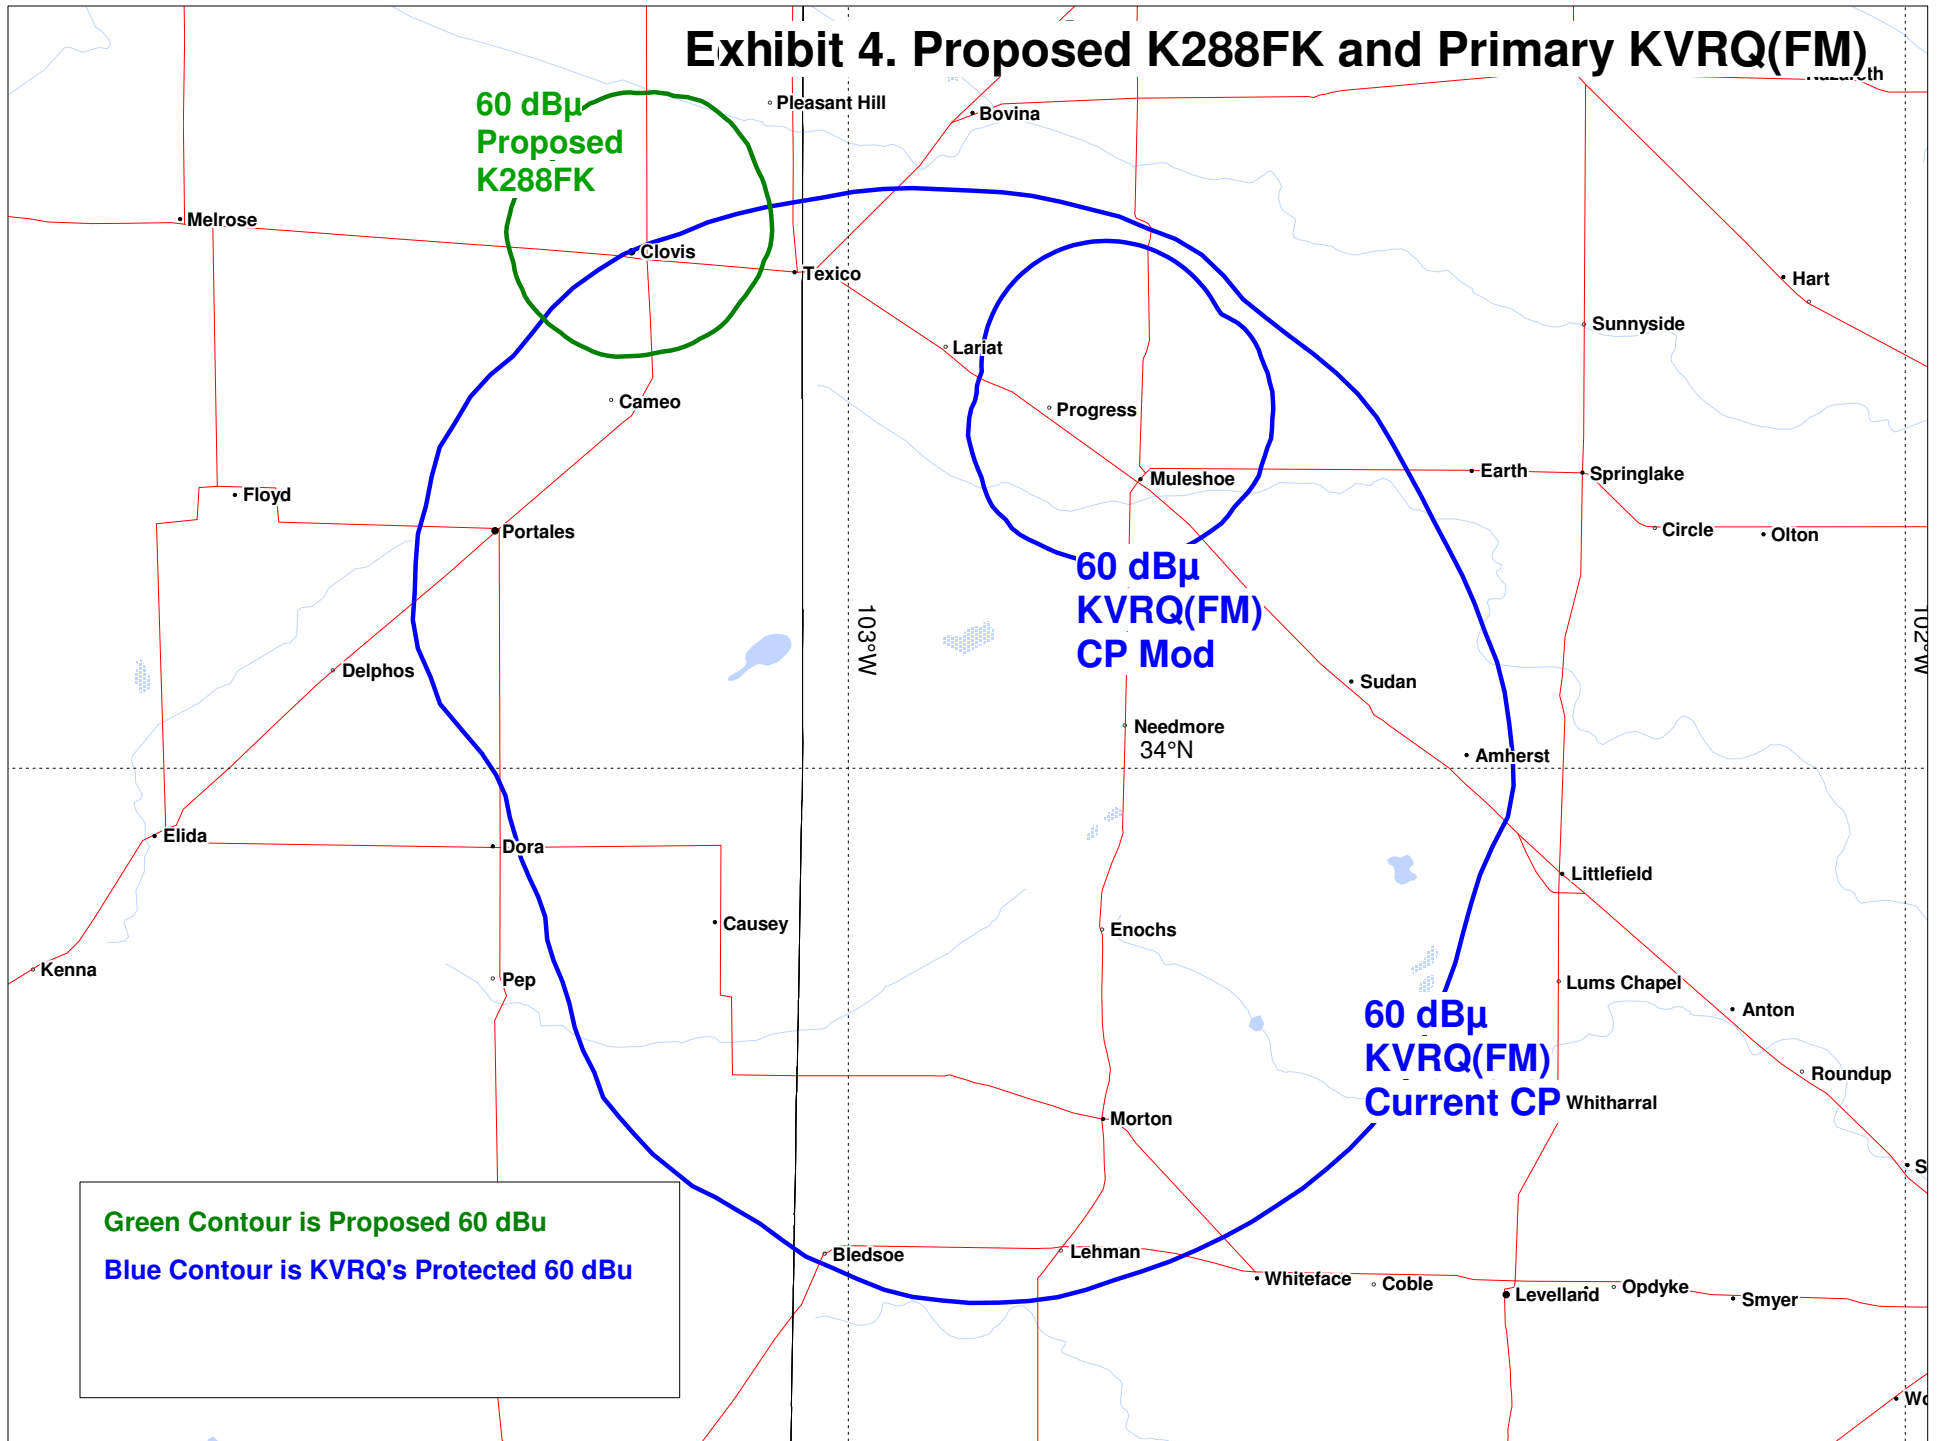 Exhibit 4. Proposed K288FK and Primary KVRQ(FM)
Nazareth
60 dBµ
Proposed
K288FK
Pleasant Hill
Bovina
Melrose
Clovis
Texico
Hart
Sunnyside
Lariat
Cameo
Progress
Muleshoe
Earth
Springlake
Floyd
Portales
Circle
Olton
60 dBµ
KVRQ(FM)
CP Mod
103°W
102°W
Delphos
Sudan
Needmore
34°N
Amherst
Elida
Dora
Littlefield
Causey
Enochs
Kenna
Pep
Lums Chapel
Anton
60 dBµ
KVRQ(FM)
Current CP
Roundup
Whitharral
Morton
S
Green Contour is Proposed 60 dBu
Blue Contour is KVRQ's Protected 60 dBu
Bledsoe
Lehman
Whiteface
Coble
Levelland
Opdyke
Smyer
Wo